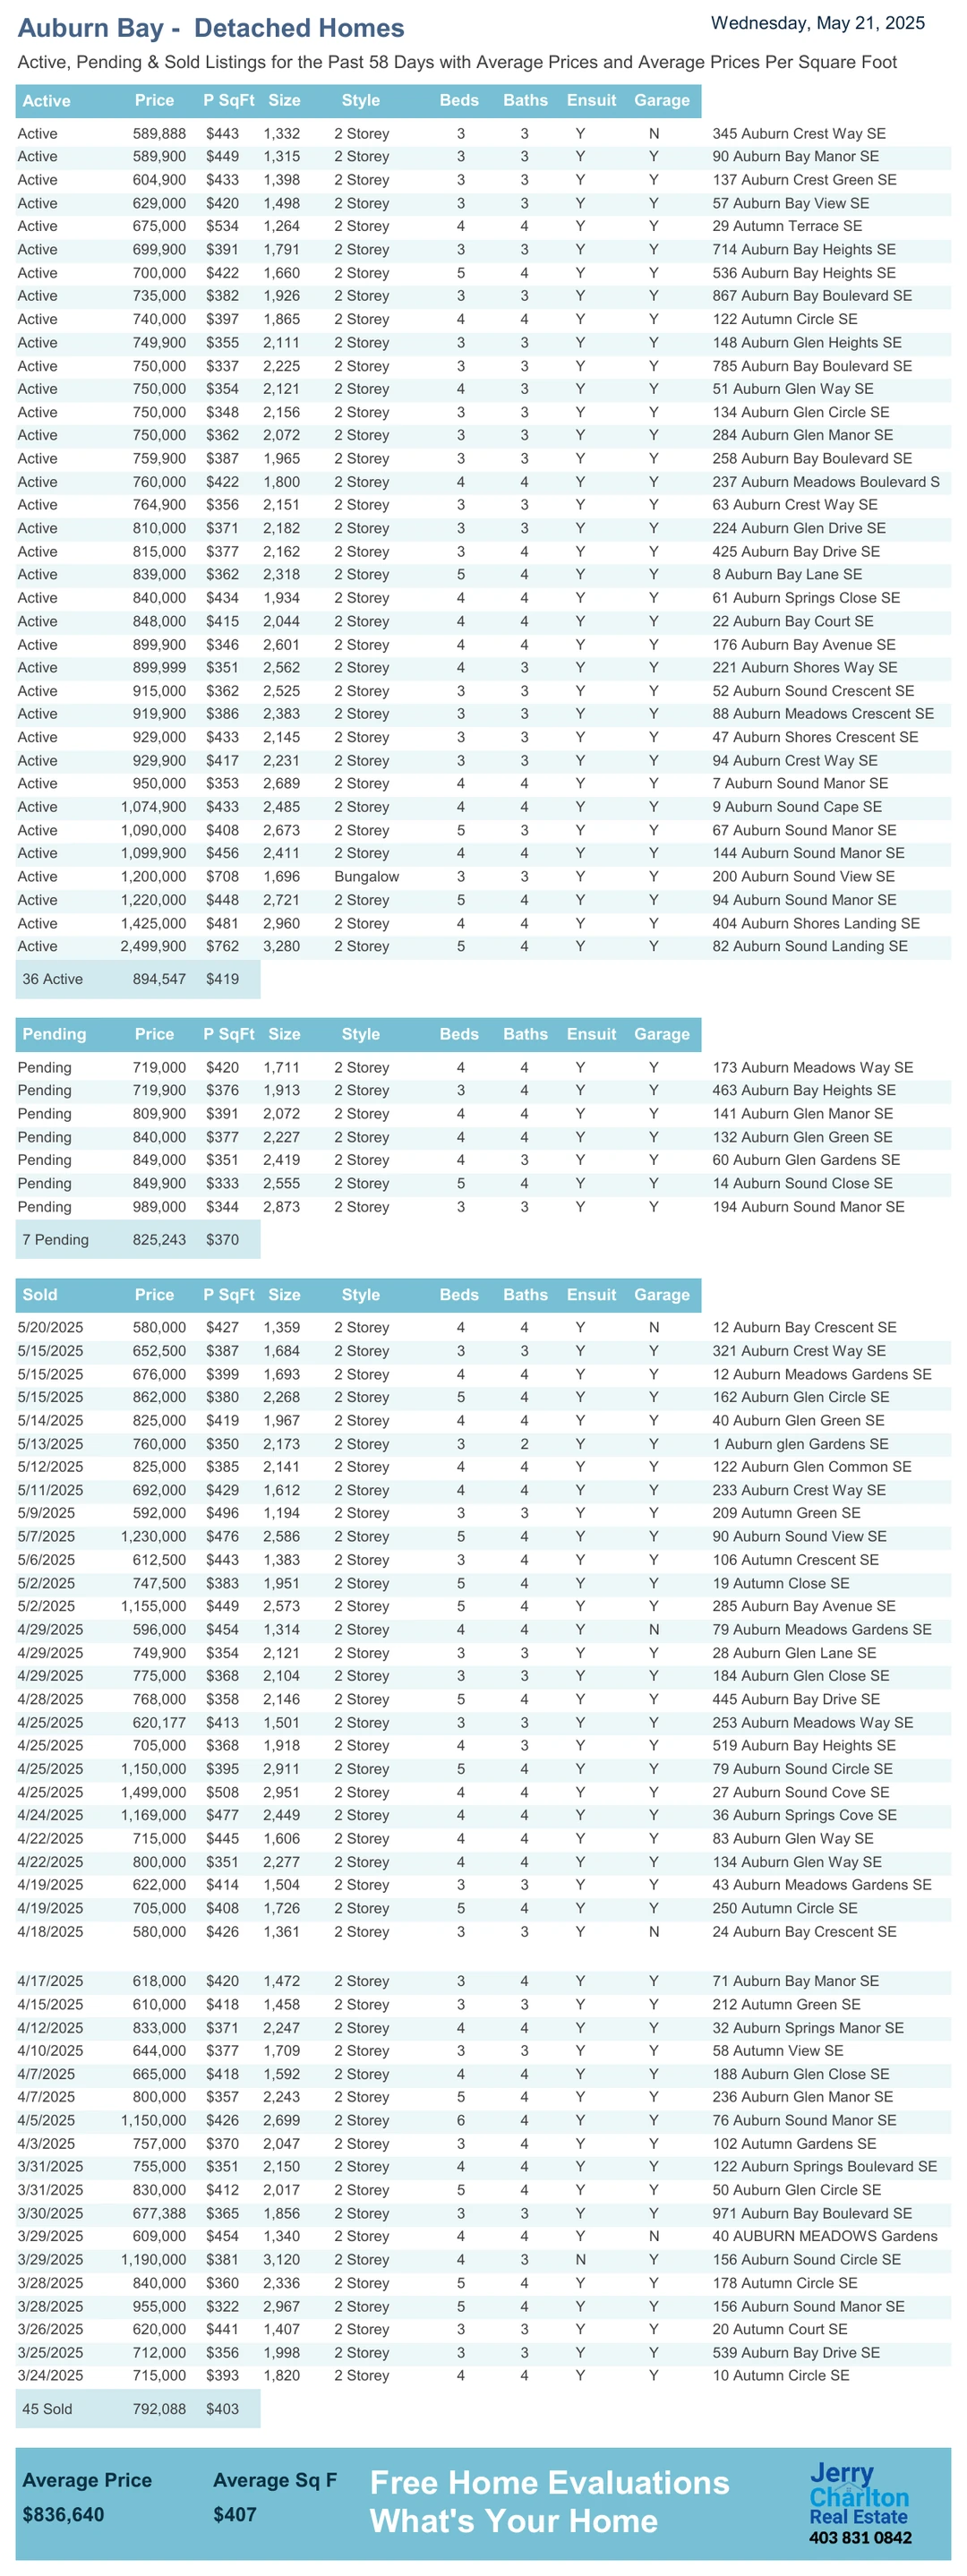 Auburn Bay -  Detached Homes
Wednesday, May 21, 2025
Active, Pending & Sold Listings for the Past 58 Days with Average Prices and Average Prices Per Square Foot
Active Price P SqFt Size Style Beds Baths Ensuit Garage
Active 589,888 $443 1,332 2 Storey 3 3 Y N 345 Auburn Crest Way SE
Active 589,900 $449 1,315 2 Storey 3 3 Y Y 90 Auburn Bay Manor SE
Active 604,900 $433 1,398 2 Storey 3 3 Y Y 137 Auburn Crest Green SE
Active 629,000 $420 1,498 2 Storey 3 3 Y Y 57 Auburn Bay View SE
Active 675,000 $534 1,264 2 Storey 4 4 Y Y 29 Autumn Terrace SE
Active 699,900 $391 1,791 2 Storey 3 3 Y Y 714 Auburn Bay Heights SE
Active 700,000 $422 1,660 2 Storey 5 4 Y Y 536 Auburn Bay Heights SE
Active 735,000 $382 1,926 2 Storey 3 3 Y Y 867 Auburn Bay Boulevard SE
Active 740,000 $397 1,865 2 Storey 4 4 Y Y 122 Autumn Circle SE
Active 749,900 $355 2,111 2 Storey 3 3 Y Y 148 Auburn Glen Heights SE
Active 750,000 $337 2,225 2 Storey 3 3 Y Y 785 Auburn Bay Boulevard SE
Active 750,000 $354 2,121 2 Storey 4 3 Y Y 51 Auburn Glen Way SE
Active 750,000 $348 2,156 2 Storey 3 3 Y Y 134 Auburn Glen Circle SE
Active 750,000 $362 2,072 2 Storey 3 3 Y Y 284 Auburn Glen Manor SE
Active 759,900 $387 1,965 2 Storey 3 3 Y Y 258 Auburn Bay Boulevard SE
Active 760,000 $422 1,800 2 Storey 4 4 Y Y 237 Auburn Meadows Boulevard S
Active 764,900 $356 2,151 2 Storey 3 3 Y Y 63 Auburn Crest Way SE
Active 810,000 $371 2,182 2 Storey 3 3 Y Y 224 Auburn Glen Drive SE
Active 815,000 $377 2,162 2 Storey 3 4 Y Y 425 Auburn Bay Drive SE
Active 839,000 $362 2,318 2 Storey 5 4 Y Y 8 Auburn Bay Lane SE
Active 840,000 $434 1,934 2 Storey 4 4 Y Y 61 Auburn Springs Close SE
Active 848,000 $415 2,044 2 Storey 4 4 Y Y 22 Auburn Bay Court SE
Active 899,900 $346 2,601 2 Storey 4 4 Y Y 176 Auburn Bay Avenue SE
Active 899,999 $351 2,562 2 Storey 4 3 Y Y 221 Auburn Shores Way SE
Active 915,000 $362 2,525 2 Storey 3 3 Y Y 52 Auburn Sound Crescent SE
Active 919,900 $386 2,383 2 Storey 3 3 Y Y 88 Auburn Meadows Crescent SE
Active 929,000 $433 2,145 2 Storey 3 3 Y Y 47 Auburn Shores Crescent SE
Active 929,900 $417 2,231 2 Storey 3 3 Y Y 94 Auburn Crest Way SE
Active 950,000 $353 2,689 2 Storey 4 4 Y Y 7 Auburn Sound Manor SE
Active 1,074,900 $433 2,485 2 Storey 4 4 Y Y 9 Auburn Sound Cape SE
Active 1,090,000 $408 2,673 2 Storey 5 3 Y Y 67 Auburn Sound Manor SE
Active 1,099,900 $456 2,411 2 Storey 4 4 Y Y 144 Auburn Sound Manor SE
Active 1,200,000 $708 1,696 Bungalow 3 3 Y Y 200 Auburn Sound View SE
Active 1,220,000 $448 2,721 2 Storey 5 4 Y Y 94 Auburn Sound Manor SE
Active 1,425,000 $481 2,960 2 Storey 4 4 Y Y 404 Auburn Shores Landing SE
Active 2,499,900 $762 3,280 2 Storey 5 4 Y Y 82 Auburn Sound Landing SE
36 Active 894,547 $419
Pending Price P SqFt Size Style Beds Baths Ensuit Garage
Pending 719,000 $420 1,711 2 Storey 4 4 Y Y 173 Auburn Meadows Way SE
Pending 719,900 $376 1,913 2 Storey 3 4 Y Y 463 Auburn Bay Heights SE
Pending 809,900 $391 2,072 2 Storey 4 4 Y Y 141 Auburn Glen Manor SE
Pending 840,000 $377 2,227 2 Storey 4 4 Y Y 132 Auburn Glen Green SE
Pending 849,000 $351 2,419 2 Storey 4 3 Y Y 60 Auburn Glen Gardens SE
Pending 849,900 $333 2,555 2 Storey 5 4 Y Y 14 Auburn Sound Close SE
Pending 989,000 $344 2,873 2 Storey 3 3 Y Y 194 Auburn Sound Manor SE
7 Pending 825,243 $370
Sold Price P SqFt Size Style Beds Baths Ensuit Garage
5/20/2025 580,000 $427 1,359 2 Storey 4 4 Y N 12 Auburn Bay Crescent SE
5/15/2025 652,500 $387 1,684 2 Storey 3 3 Y Y 321 Auburn Crest Way SE
5/15/2025 676,000 $399 1,693 2 Storey 4 4 Y Y 12 Auburn Meadows Gardens SE
5/15/2025 862,000 $380 2,268 2 Storey 5 4 Y Y 162 Auburn Glen Circle SE
5/14/2025 825,000 $419 1,967 2 Storey 4 4 Y Y 40 Auburn Glen Green SE
5/13/2025 760,000 $350 2,173 2 Storey 3 2 Y Y 1 Auburn glen Gardens SE
5/12/2025 825,000 $385 2,141 2 Storey 4 4 Y Y 122 Auburn Glen Common SE
5/11/2025 692,000 $429 1,612 2 Storey 4 4 Y Y 233 Auburn Crest Way SE
5/9/2025 592,000 $496 1,194 2 Storey 3 3 Y Y 209 Autumn Green SE
5/7/2025 1,230,000 $476 2,586 2 Storey 5 4 Y Y 90 Auburn Sound View SE
5/6/2025 612,500 $443 1,383 2 Storey 3 4 Y Y 106 Autumn Crescent SE
5/2/2025 747,500 $383 1,951 2 Storey 5 4 Y Y 19 Autumn Close SE
5/2/2025 1,155,000 $449 2,573 2 Storey 5 4 Y Y 285 Auburn Bay Avenue SE
4/29/2025 596,000 $454 1,314 2 Storey 4 4 Y N 79 Auburn Meadows Gardens SE
4/29/2025 749,900 $354 2,121 2 Storey 3 3 Y Y 28 Auburn Glen Lane SE
4/29/2025 775,000 $368 2,104 2 Storey 3 3 Y Y 184 Auburn Glen Close SE
4/28/2025 768,000 $358 2,146 2 Storey 5 4 Y Y 445 Auburn Bay Drive SE
4/25/2025 620,177 $413 1,501 2 Storey 3 3 Y Y 253 Auburn Meadows Way SE
4/25/2025 705,000 $368 1,918 2 Storey 4 3 Y Y 519 Auburn Bay Heights SE
4/25/2025 1,150,000 $395 2,911 2 Storey 5 4 Y Y 79 Auburn Sound Circle SE
4/25/2025 1,499,000 $508 2,951 2 Storey 4 4 Y Y 27 Auburn Sound Cove SE
4/24/2025 1,169,000 $477 2,449 2 Storey 4 4 Y Y 36 Auburn Springs Cove SE
4/22/2025 715,000 $445 1,606 2 Storey 4 4 Y Y 83 Auburn Glen Way SE
4/22/2025 800,000 $351 2,277 2 Storey 4 4 Y Y 134 Auburn Glen Way SE
4/19/2025 622,000 $414 1,504 2 Storey 3 3 Y Y 43 Auburn Meadows Gardens SE
4/19/2025 705,000 $408 1,726 2 Storey 5 4 Y Y 250 Autumn Circle SE
4/18/2025 580,000 $426 1,361 2 Storey 3 3 Y N 24 Auburn Bay Crescent SE
4/17/2025 618,000 $420 1,472 2 Storey 3 4 Y Y 71 Auburn Bay Manor SE
4/15/2025 610,000 $418 1,458 2 Storey 3 3 Y Y 212 Autumn Green SE
4/12/2025 833,000 $371 2,247 2 Storey 4 4 Y Y 32 Auburn Springs Manor SE
4/10/2025 644,000 $377 1,709 2 Storey 3 3 Y Y 58 Autumn View SE
4/7/2025 665,000 $418 1,592 2 Storey 4 4 Y Y 188 Auburn Glen Close SE
4/7/2025 800,000 $357 2,243 2 Storey 5 4 Y Y 236 Auburn Glen Manor SE
4/5/2025 1,150,000 $426 2,699 2 Storey 6 4 Y Y 76 Auburn Sound Manor SE
4/3/2025 757,000 $370 2,047 2 Storey 3 4 Y Y 102 Autumn Gardens SE
3/31/2025 755,000 $351 2,150 2 Storey 4 4 Y Y 122 Auburn Springs Boulevard SE
3/31/2025 830,000 $412 2,017 2 Storey 5 4 Y Y 50 Auburn Glen Circle SE
3/30/2025 677,388 $365 1,856 2 Storey 3 3 Y Y 971 Auburn Bay Boulevard SE
3/29/2025 609,000 $454 1,340 2 Storey 4 4 Y N 40 AUBURN MEADOWS Gardens
3/29/2025 1,190,000 $381 3,120 2 Storey 4 3 N Y 156 Auburn Sound Circle SE
3/28/2025 840,000 $360 2,336 2 Storey 5 4 Y Y 178 Autumn Circle SE
3/28/2025 955,000 $322 2,967 2 Storey 5 4 Y Y 156 Auburn Sound Manor SE
3/26/2025 620,000 $441 1,407 2 Storey 3 3 Y Y 20 Autumn Court SE
3/25/2025 712,000 $356 1,998 2 Storey 3 3 Y Y 539 Auburn Bay Drive SE
3/24/2025 715,000 $393 1,820 2 Storey 4 4 Y Y 10 Autumn Circle SE
45 Sold 792,088 $403
Average Price Average Sq F
$836,640 $407
Free Home Evaluations
What's Your Home
Jerry
Charlton
Real Estate
403 831 0842